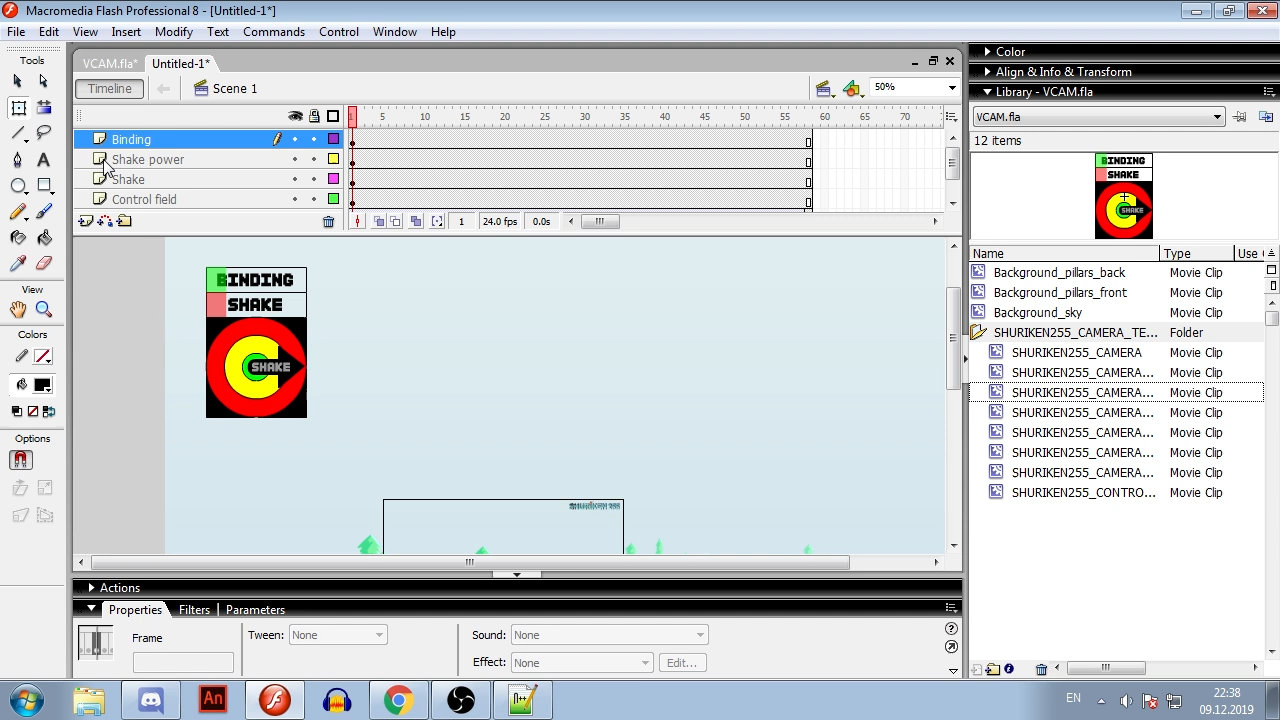 Macromedia Flash Professional 8 - [Untitled-1*]
File Edit View Insert Modify Text Commands Control Window Help
Tools
VCAM.fla* Untitled-1*
Timeline Scene 1 50%
1 5 10 15 20 25 30 35 40 45 50 55 60 65 70
Binding
Shake power
Shake
Control field
1 24.0 fps 0.0s
View
Colors
Options
BINDING
SHAKE
SHAKE
Actions
Properties Filters Parameters
Frame Tween: None Sound: None
Effect: None Edit...
Color
Align & Info & Transform
Library - VCAM.fla
VCAM.fla
12 items
BINDING
SHAKE
SHAKE
Name Type Use
Background_pillars_back Movie Clip
Background_pillars_front Movie Clip
Background_sky Movie Clip
SHURIKEN255_CAMERA_TE... Folder
SHURIKEN255_CAMERA Movie Clip
SHURIKEN255_CAMERA... Movie Clip
SHURIKEN255_CAMERA... Movie Clip
SHURIKEN255_CAMERA... Movie Clip
SHURIKEN255_CAMERA... Movie Clip
SHURIKEN255_CAMERA... Movie Clip
SHURIKEN255_CAMERA... Movie Clip
SHURIKEN255_CONTRO... Movie Clip
An
EN 22:38
09.12.2019